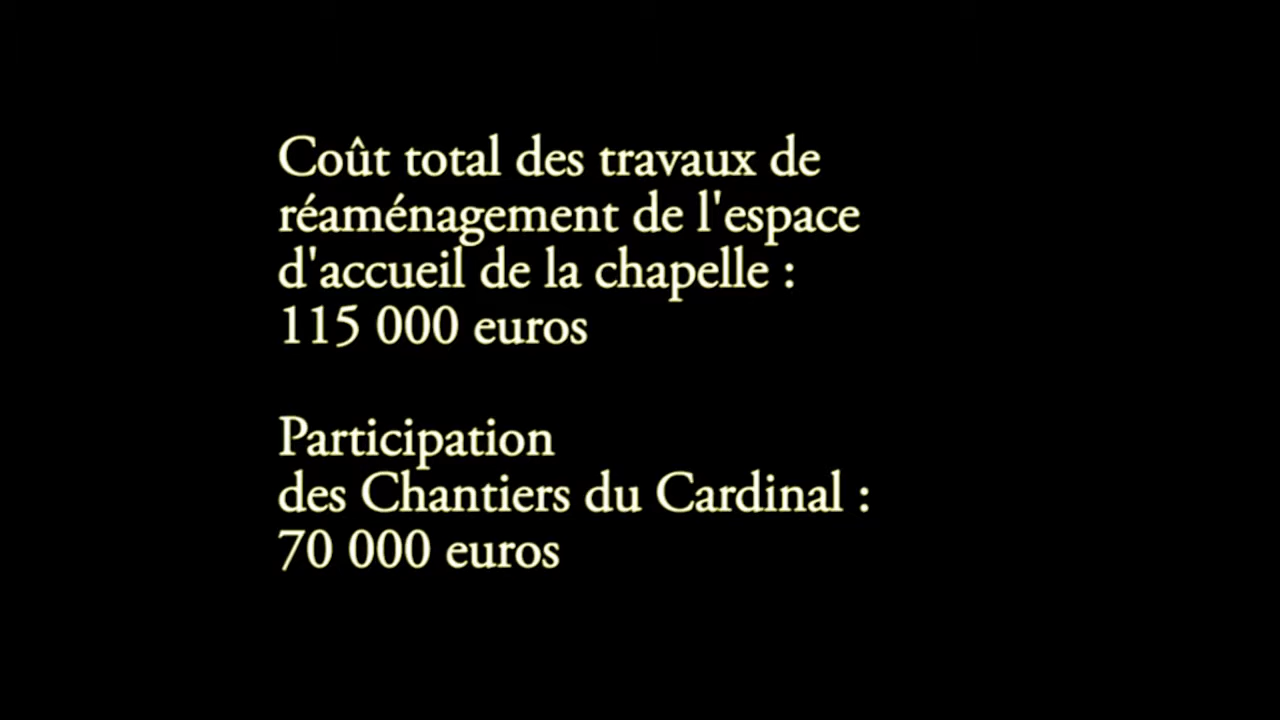 Coût total des travaux de
réaménagement de l'espace
d'accueil de la chapelle :
115 000 euros
Participation
des Chantiers du Cardinal :
70 000 euros